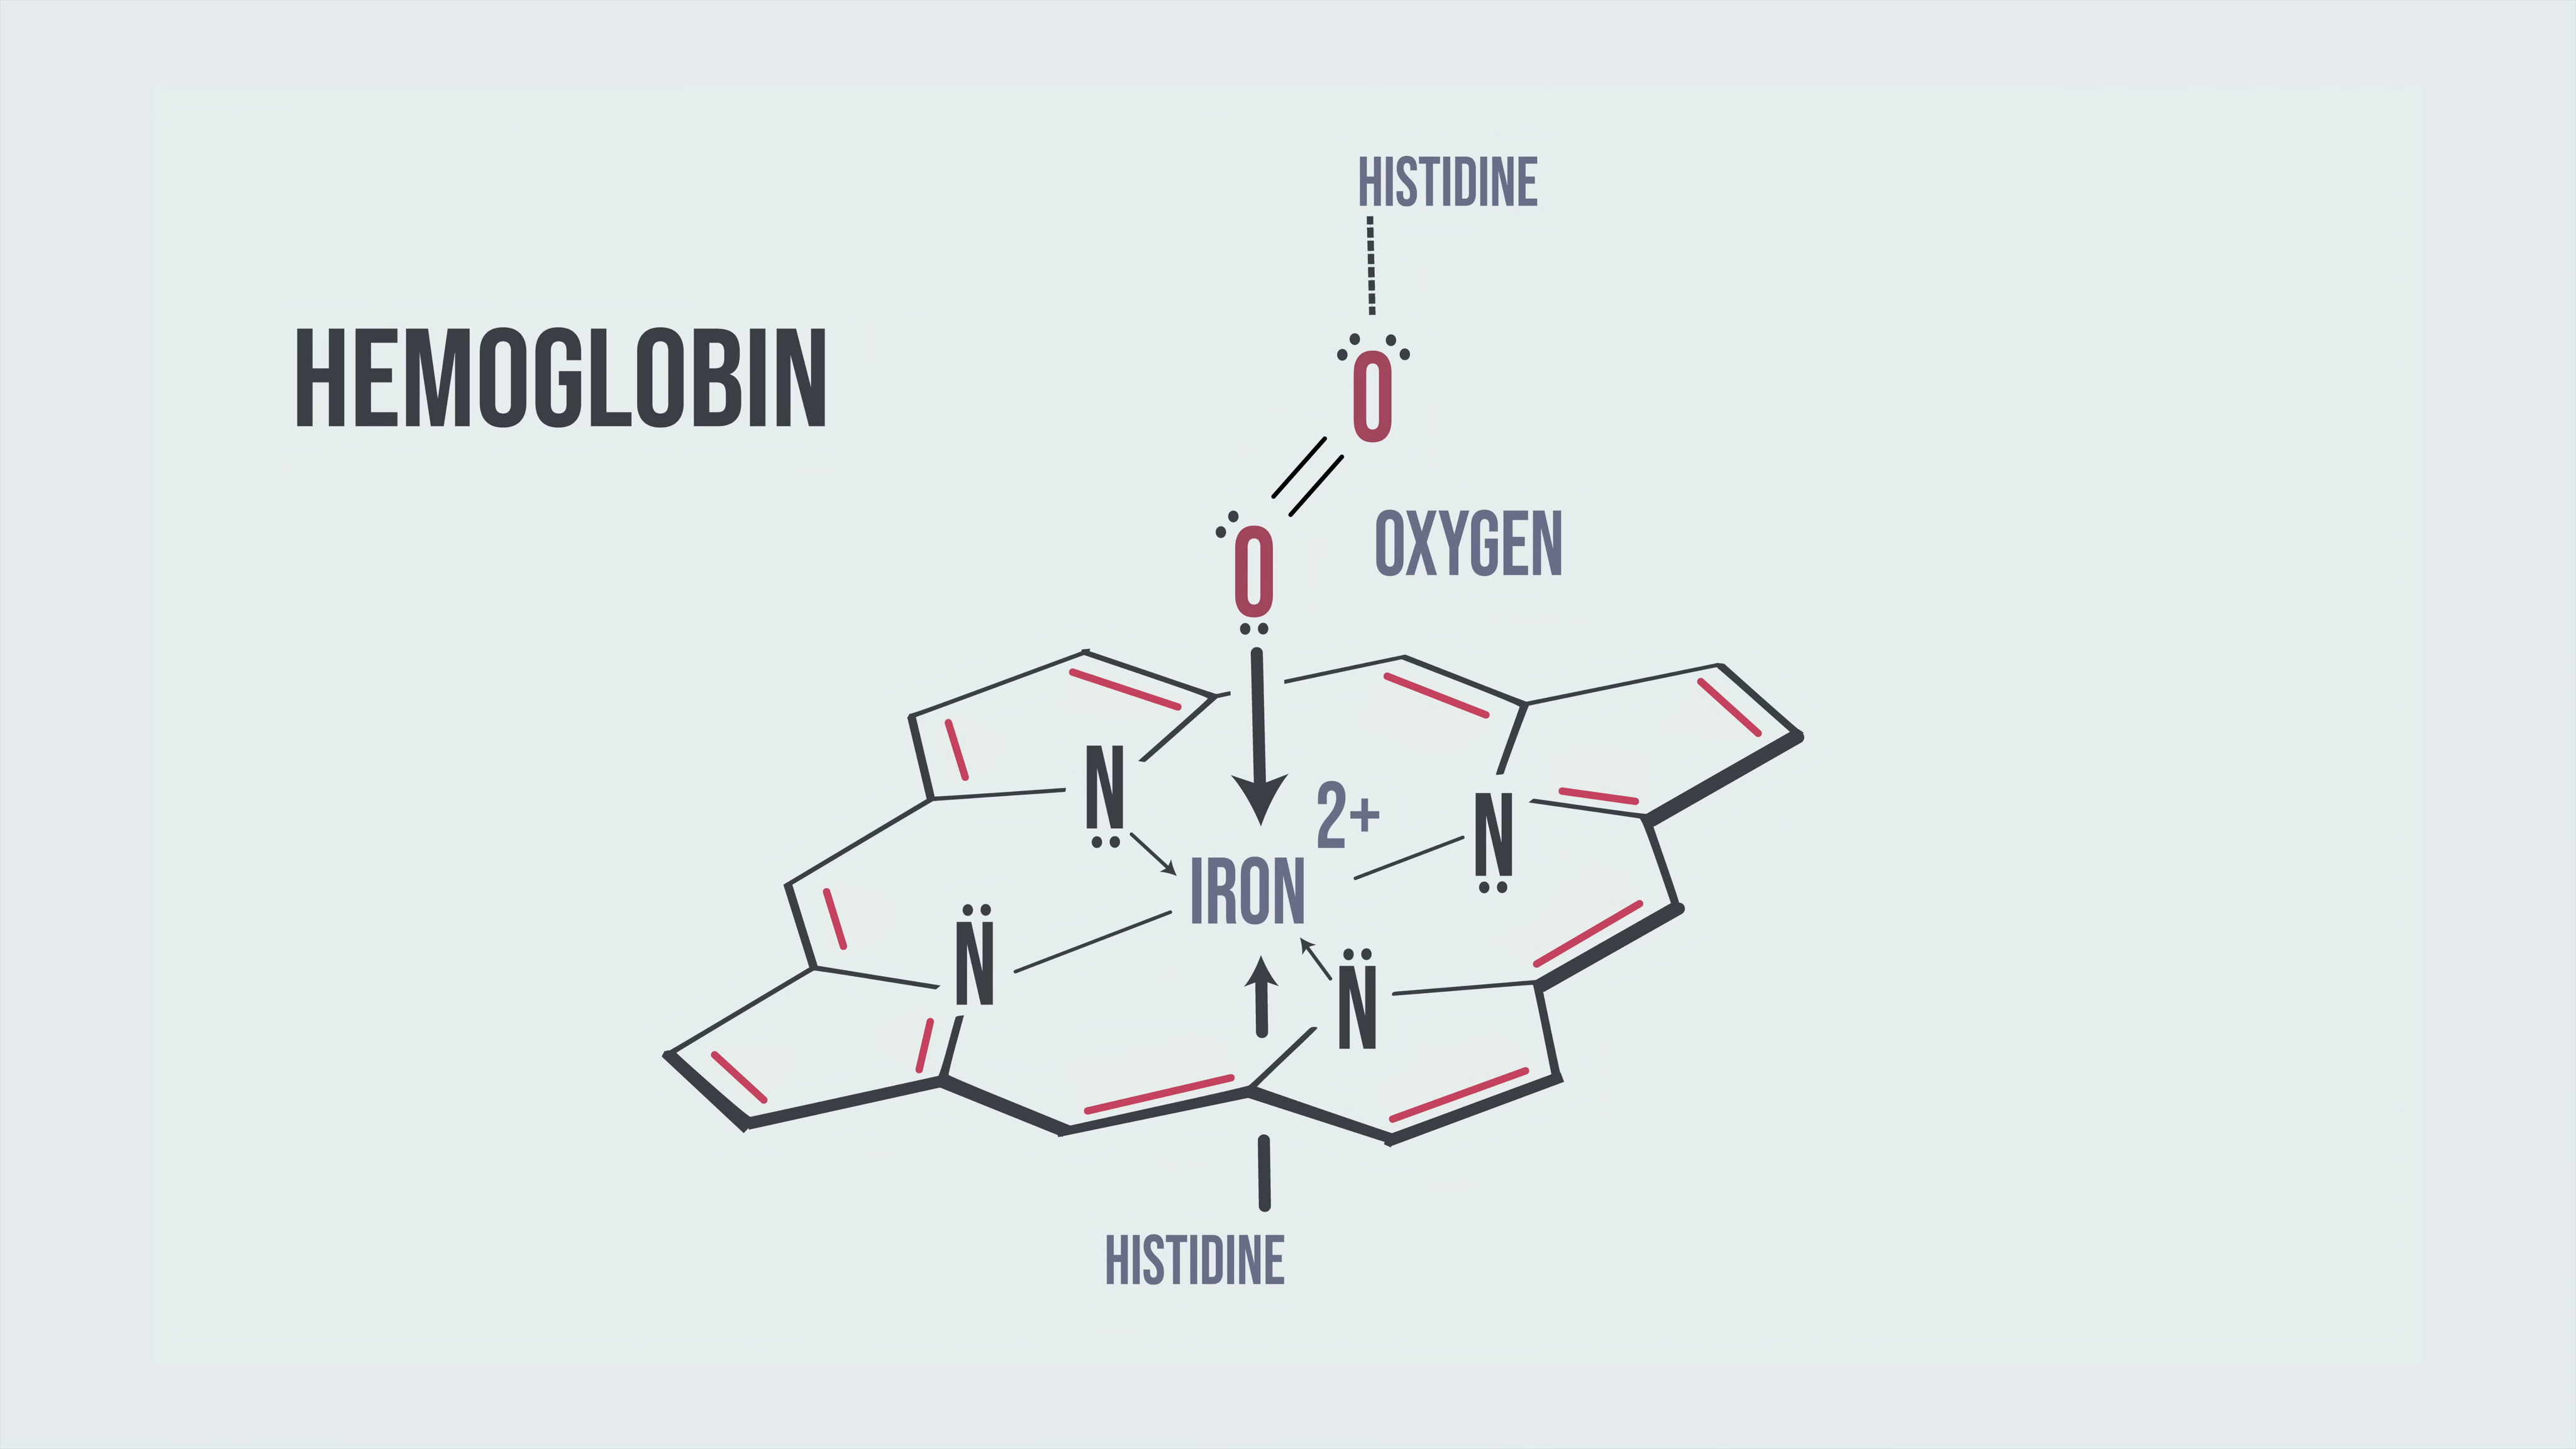 HISTIDINE
HEMOGLOBIN
O
O
OXYGEN
N
2+
N
IRON
N
N
HISTIDINE